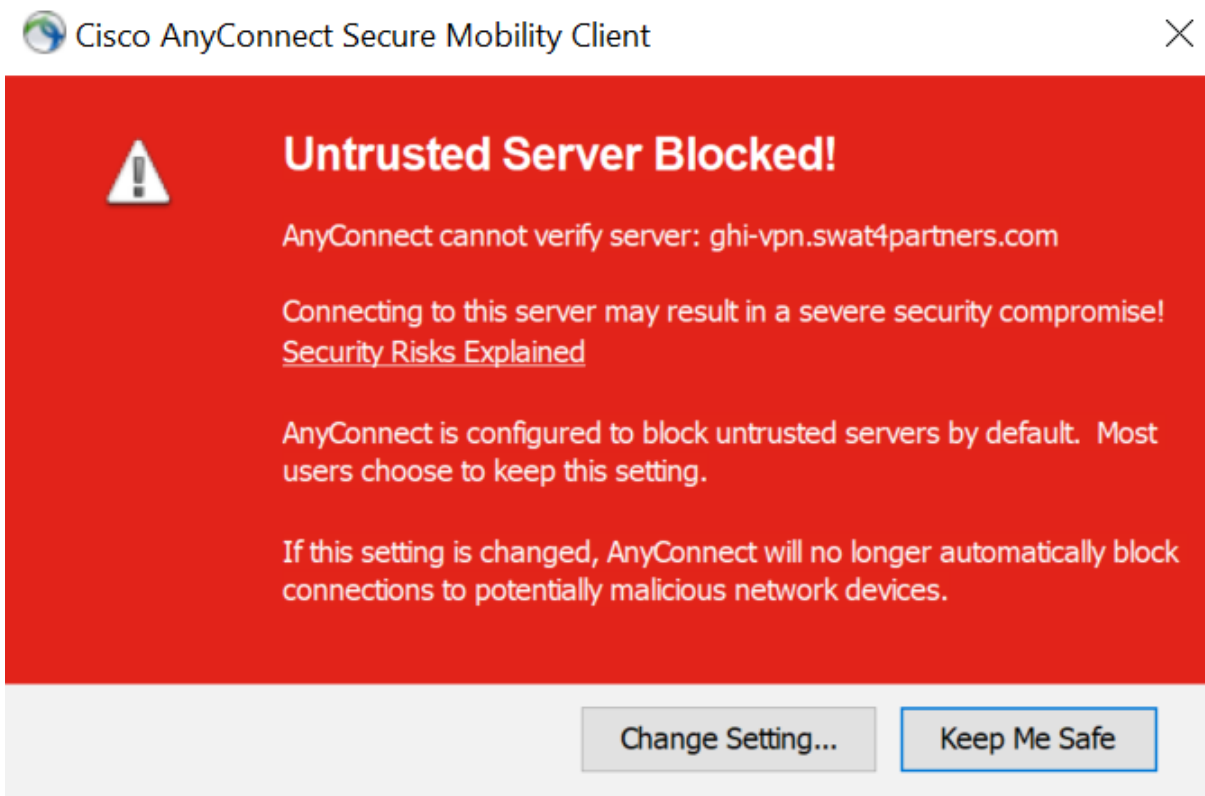 Cisco AnyConnect Secure Mobility Client
Untrusted Server Blocked!
AnyConnect cannot verify server: ghi-vpn.swat4partners.com
Connecting to this server may result in a severe security compromise!
Security Risks Explained
AnyConnect is configured to block untrusted servers by default.  Most
users choose to keep this setting.
If this setting is changed, AnyConnect will no longer automatically block
connections to potentially malicious network devices.
Change Setting...
Keep Me Safe